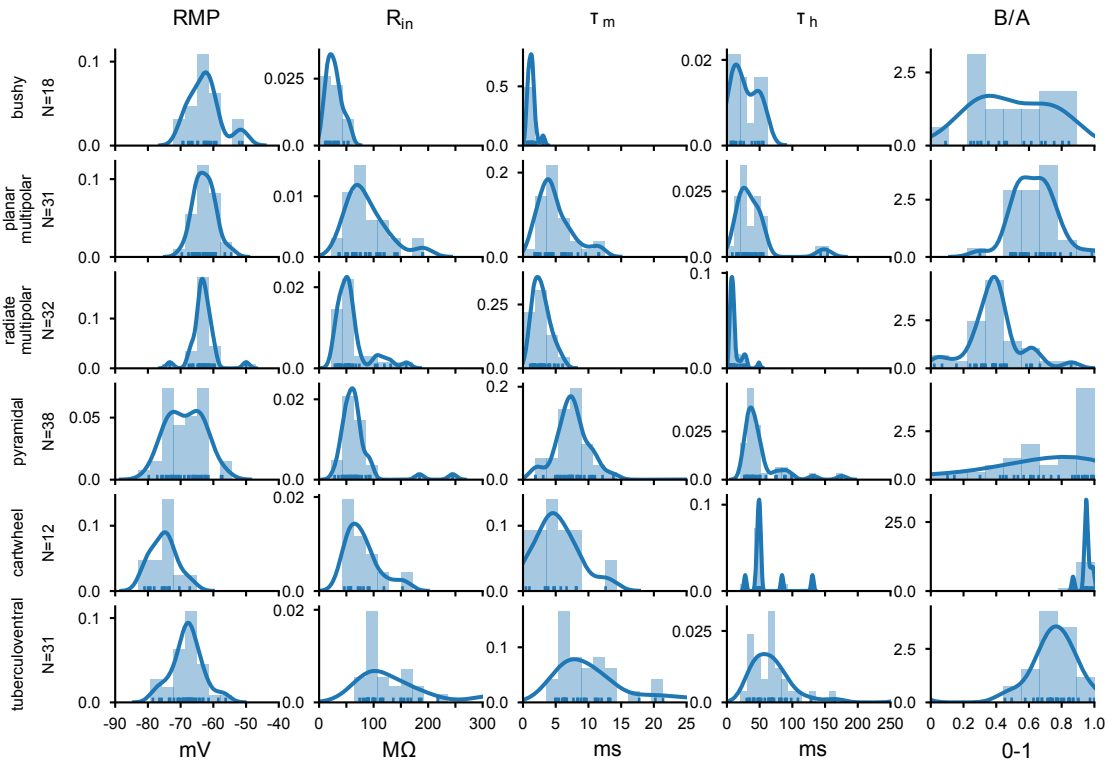 RMP R_in τ_m τ_h B/A
bushy N=18
0.1 0.0
0.025 0.0
0.5 0.0
0.02 0.00
2.5 0.0
planar multipolar N=31
0.1 0.0
0.01 0.00
0.2 0.0
0.025 0.000
2.5 0.0
radiate multipolar N=32
0.1 0.0
0.02 0.00
0.25 0.00
0.1 0.0
2.5 0.0
pyramidal N=38
0.05 0.00
0.02 0.00
0.2 0.0
0.025 0.000
2.5 0.0
cartwheel N=12
0.1 0.0
0.02 0.00
0.1 0.0
0.1 0.0
25.0 0.0
tuberculoventral N=31
0.1 0.0
0.02 0.00
0.1 0.0
0.025 0.000
2.5 0.0
-90 -80 -70 -60 -50 -40
0 100 200 300
0 5 10 15 20 25
0 50 100 150 200 250
0 0.2 0.4 0.6 0.8 1.0
mV MΩ ms ms 0-1